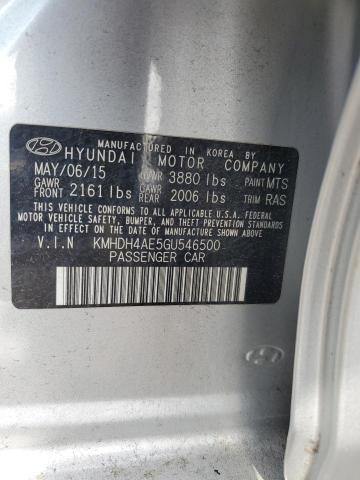 MANUFACTURED IN KOREA BY
HYUNDAI MOTOR COMPANY
MAY/06/15 GVWR 3880 lbs PAINT MTS
GAWR FRONT 2161 lbs GAWR REAR 2006 lbs TRIM RAS
THIS VEHICLE CONFORMS TO ALL APPLICABLE U.S.A. FEDERAL
MOTOR VEHICLE SAFETY, BUMPER, AND THEFT PREVENTION
STANDARDS IN EFFECT ON THE DATE OF MANUFACTURE SHOWN ABOVE.
V.I.N KMHDH4AE5GU546500
PASSENGER CAR